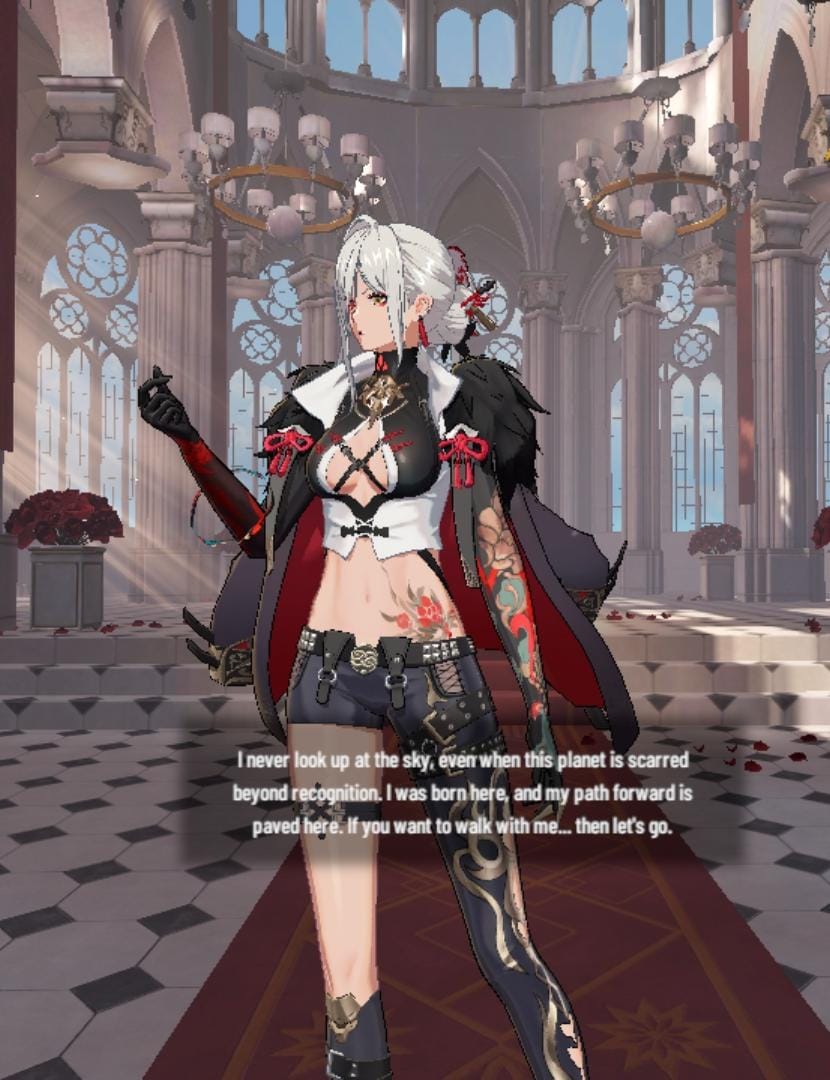 I never look up at the sky, even when this planet is scarred
beyond recognition. I was born here, and my path forward is
paved here. If you want to walk with me... then let's go.